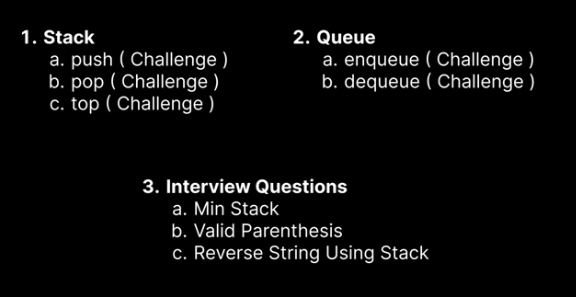 1. Stack
a. push ( Challenge )
b. pop ( Challenge )
c. top ( Challenge )
2. Queue
a. enqueue ( Challenge )
b. dequeue ( Challenge )
3. Interview Questions
a. Min Stack
b. Valid Parenthesis
c. Reverse String Using Stack